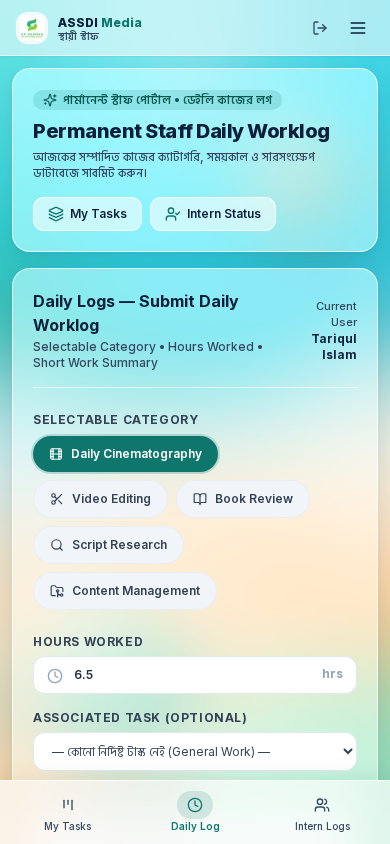 ASSDI Media
স্থায়ী স্টাফ
পার্মানেন্ট স্টাফ পোর্টাল • ডেইলি কাজের লগ
Permanent Staff Daily Worklog
আজকের সম্পাদিত কাজের ক্যাটাগরি, সময়কাল ও সারসংক্ষেপ
ডাটাবেজে সাবমিট করুন।
My Tasks
Intern Status
Daily Logs — Submit Daily
Worklog
Selectable Category • Hours Worked •
Short Work Summary
Current
User
Tariqul
Islam
SELECTABLE CATEGORY
Daily Cinematography
Video Editing
Book Review
Script Research
Content Management
HOURS WORKED
6.5
hrs
ASSOCIATED TASK (OPTIONAL)
— কোনো নির্দিষ্ট টাস্ক নেই (General Work) —
My Tasks
Daily Log
Intern Logs